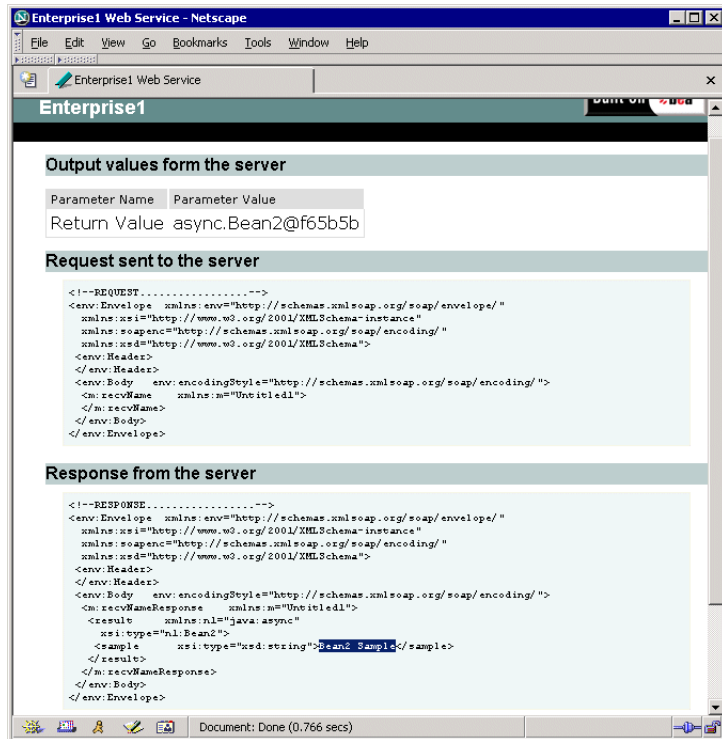 Enterprise1 Web Service - Netscape
File Edit View Go Bookmarks Tools Window Help
Enterprise1 Web Service
Enterprise1
Built On bea
Output values form the server
Parameter Name Parameter Value
Return Value async.Bean2@f65b5b
Request sent to the server
<!--REQUEST.................-->
<env:Envelope xmlns:env="http://schemas.xmlsoap.org/soap/envelope/"
xmlns:xsi="http://www.w3.org/2001/XMLSchema-instance"
xmlns:soapenc="http://schemas.xmlsoap.org/soap/encoding/"
xmlns:xsd="http://www.w3.org/2001/XMLSchema">
<env:Header>
</env:Header>
<env:Body env:encodingStyle="http://schemas.xmlsoap.org/soap/encoding/">
<m:recvName xmlns:m="Untitled1">
</m:recvName>
</env:Body>
</env:Envelope>
Response from the server
<!--RESPONSE.................-->
<env:Envelope xmlns:env="http://schemas.xmlsoap.org/soap/envelope/"
xmlns:xsi="http://www.w3.org/2001/XMLSchema-instance"
xmlns:soapenc="http://schemas.xmlsoap.org/soap/encoding/"
xmlns:xsd="http://www.w3.org/2001/XMLSchema">
<env:Header>
</env:Header>
<env:Body env:encodingStyle="http://schemas.xmlsoap.org/soap/encoding/">
<m:recvNameResponse xmlns:m="Untitled1">
<result xmlns:n1="java:async"
xsi:type="n1:Bean2">
<sample xsi:type="xsd:string">Bean2 Sample</sample>
</result>
</m:recvNameResponse>
</env:Body>
</env:Envelope>
Document: Done (0.766 secs)